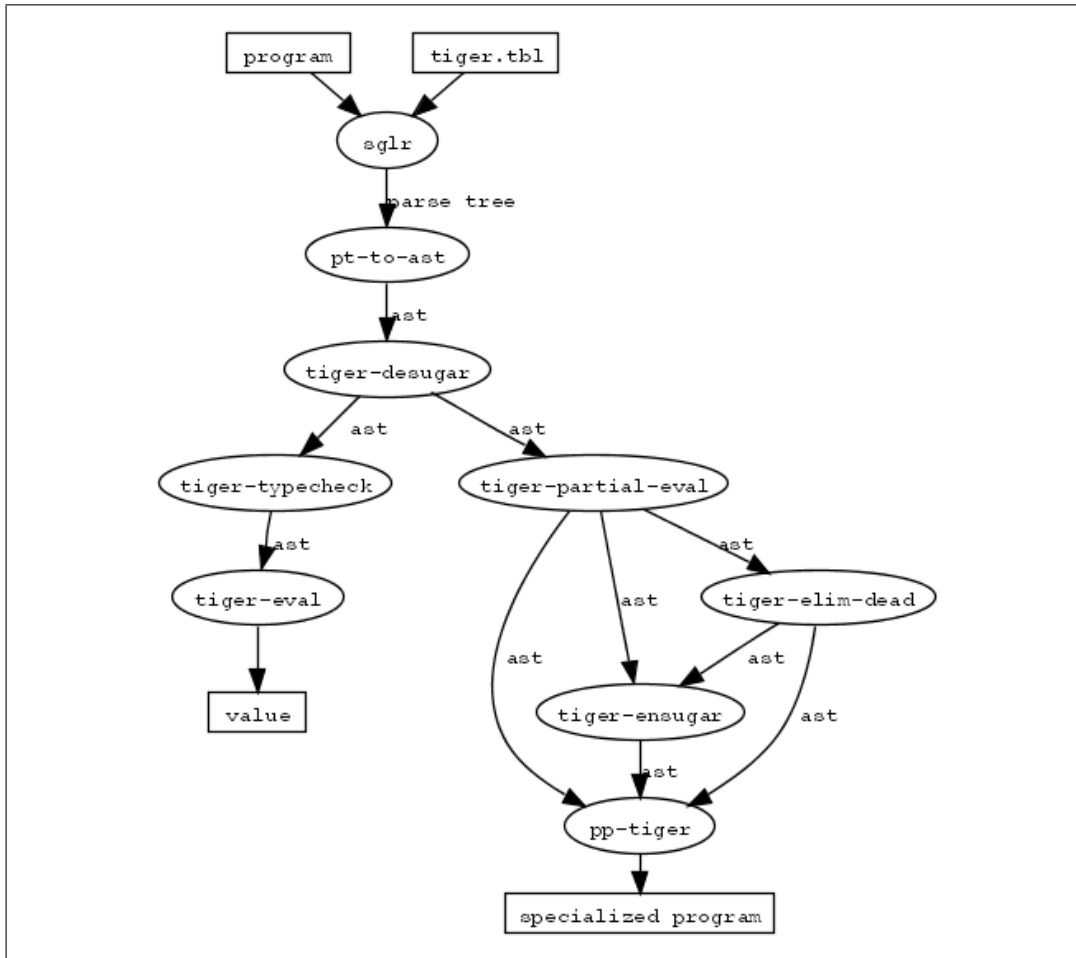 program
tiger.tbl
sglr
parse tree
pt-to-ast
ast
tiger-desugar
ast
ast
tiger-typecheck
tiger-partial-eval
ast
ast
tiger-eval
ast
tiger-elim-dead
ast
ast
value
tiger-ensugar
ast
ast
pp-tiger
specialized program